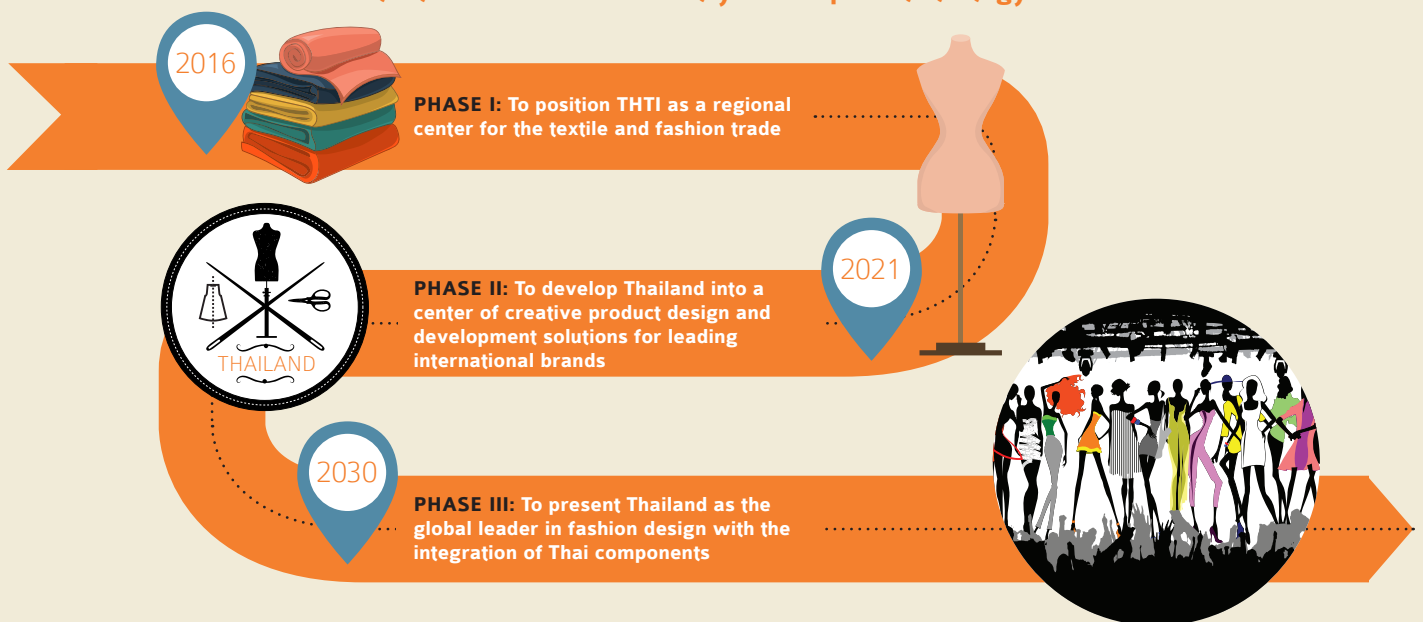 2016
PHASE I: To position THTI as a regional
center for the textile and fashion trade
2021
PHASE II: To develop Thailand into a
center of creative product design and
development solutions for leading
international brands
THAILAND
2030
PHASE III: To present Thailand as the
global leader in fashion design with the
integration of Thai components